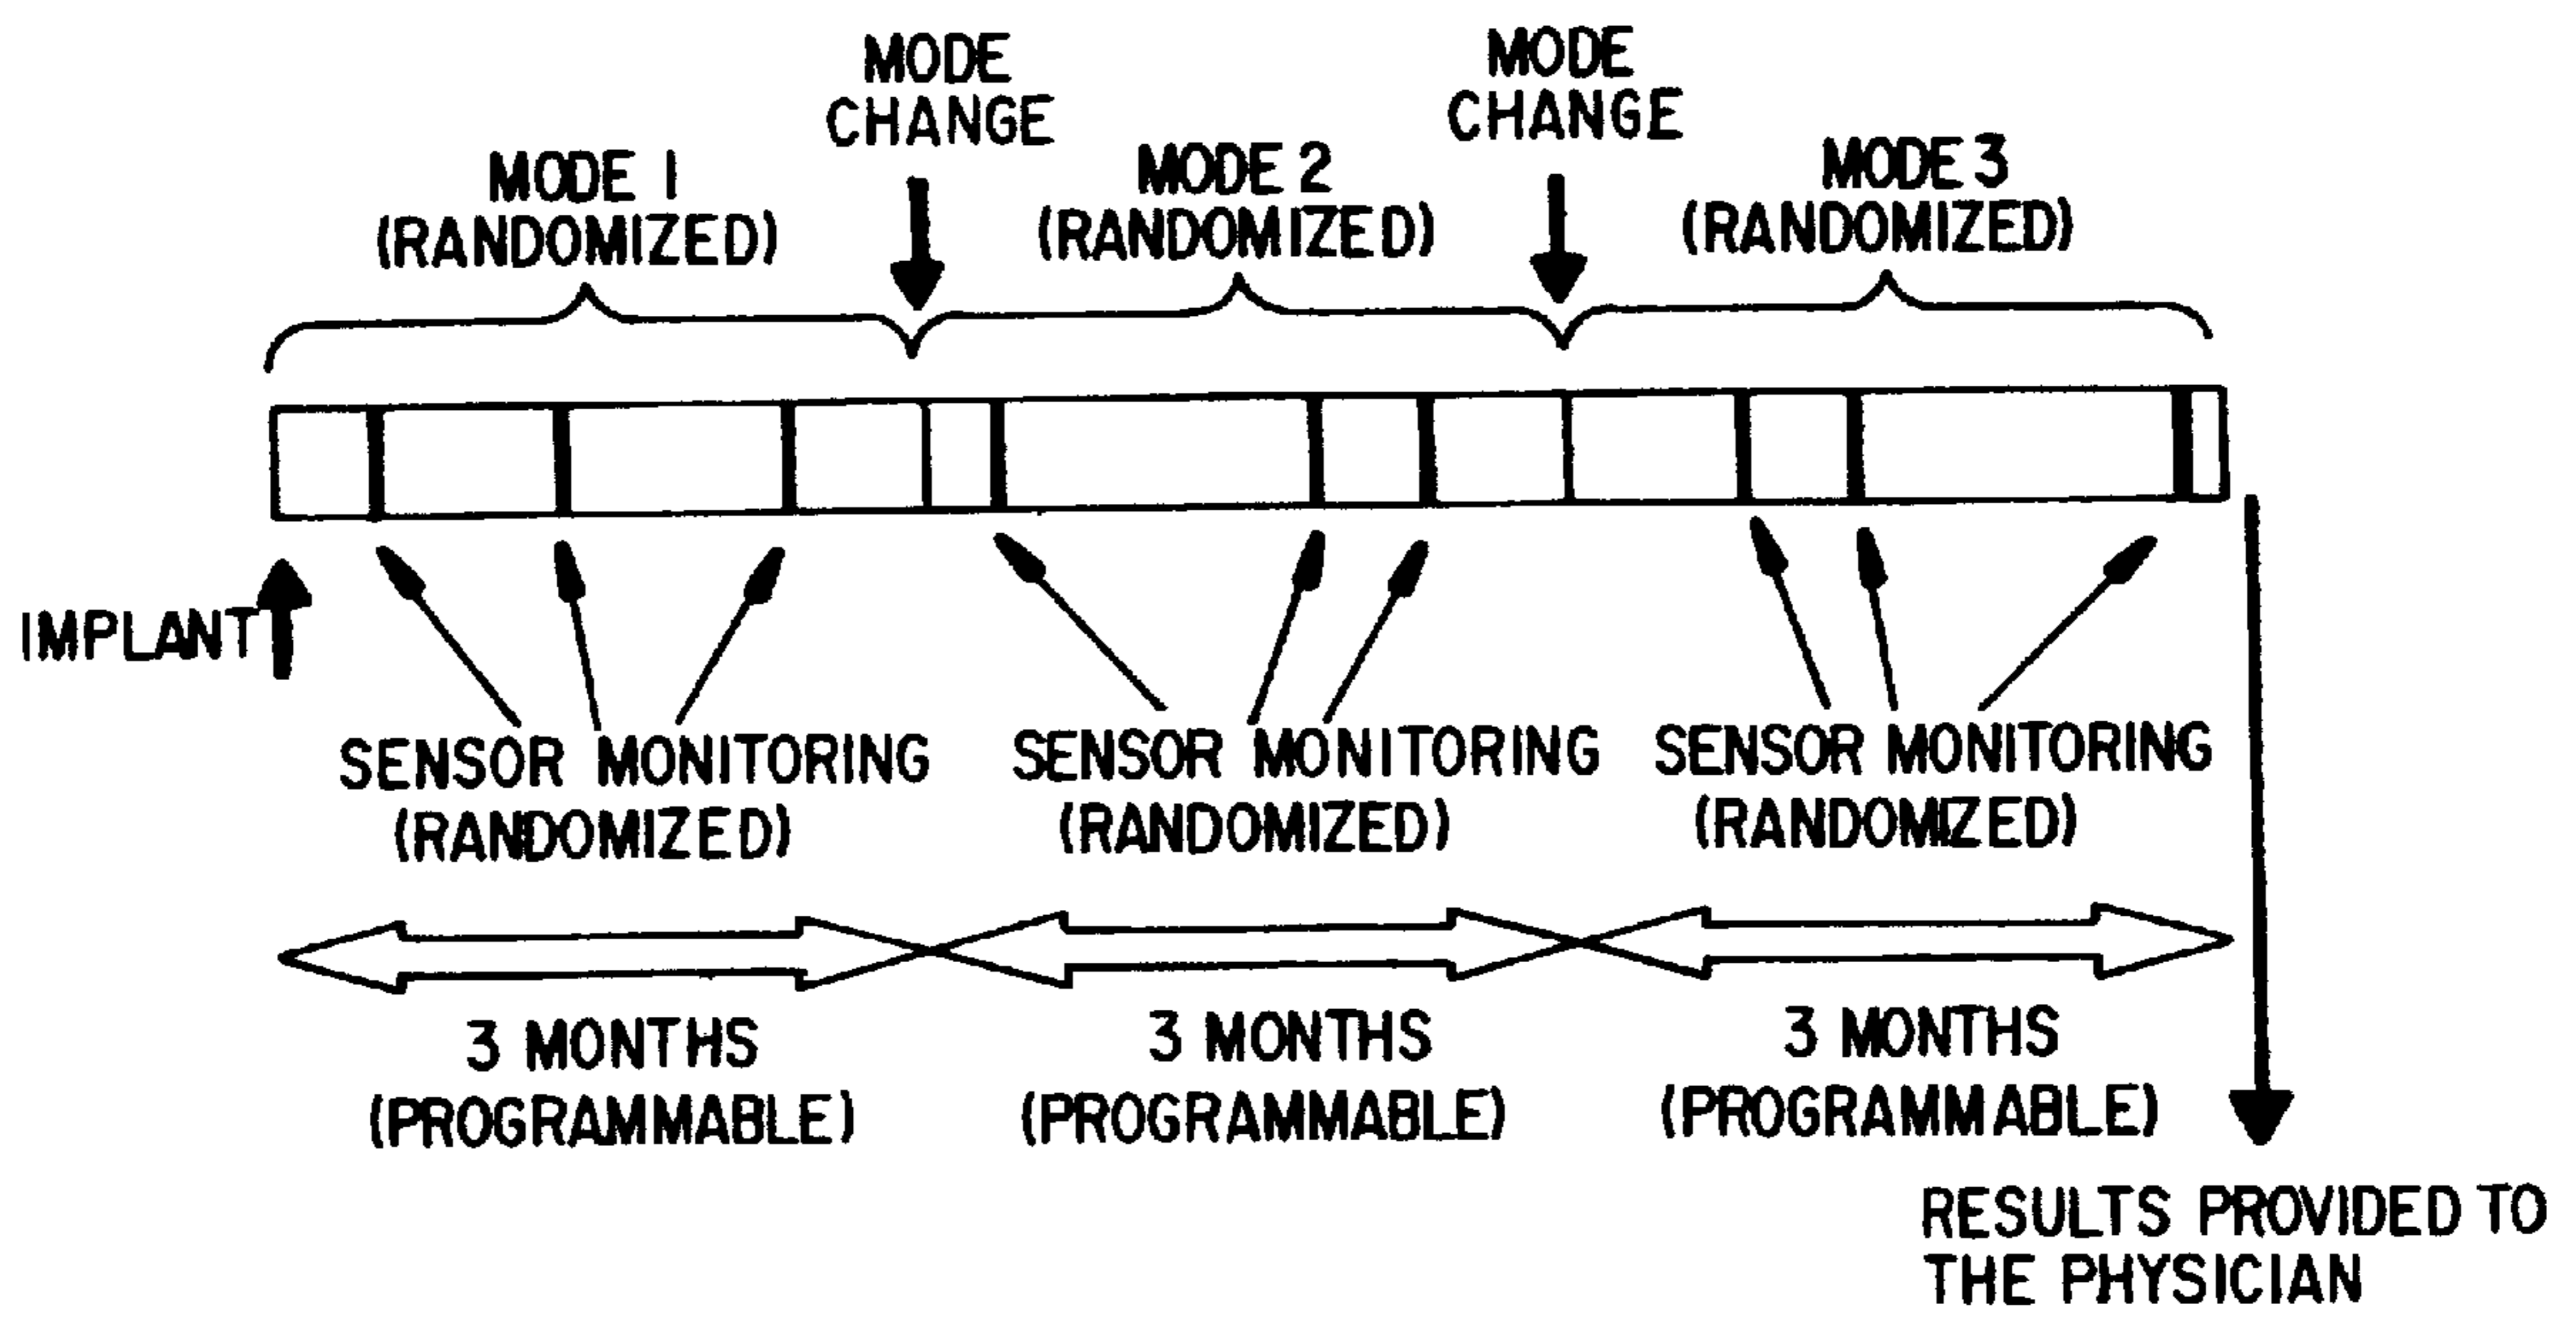 MODE
CHANGE
MODE
CHANGE
MODE 1
(RANDOMIZED)
MODE 2
(RANDOMIZED)
MODE 3
(RANDOMIZED)
IMPLANT
SENSOR MONITORING
(RANDOMIZED)
SENSOR MONITORING
(RANDOMIZED)
SENSOR MONITORING
(RANDOMIZED)
3 MONTHS
(PROGRAMMABLE)
3 MONTHS
(PROGRAMMABLE)
3 MONTHS
(PROGRAMMABLE)
RESULTS PROVIDED TO
THE PHYSICIAN